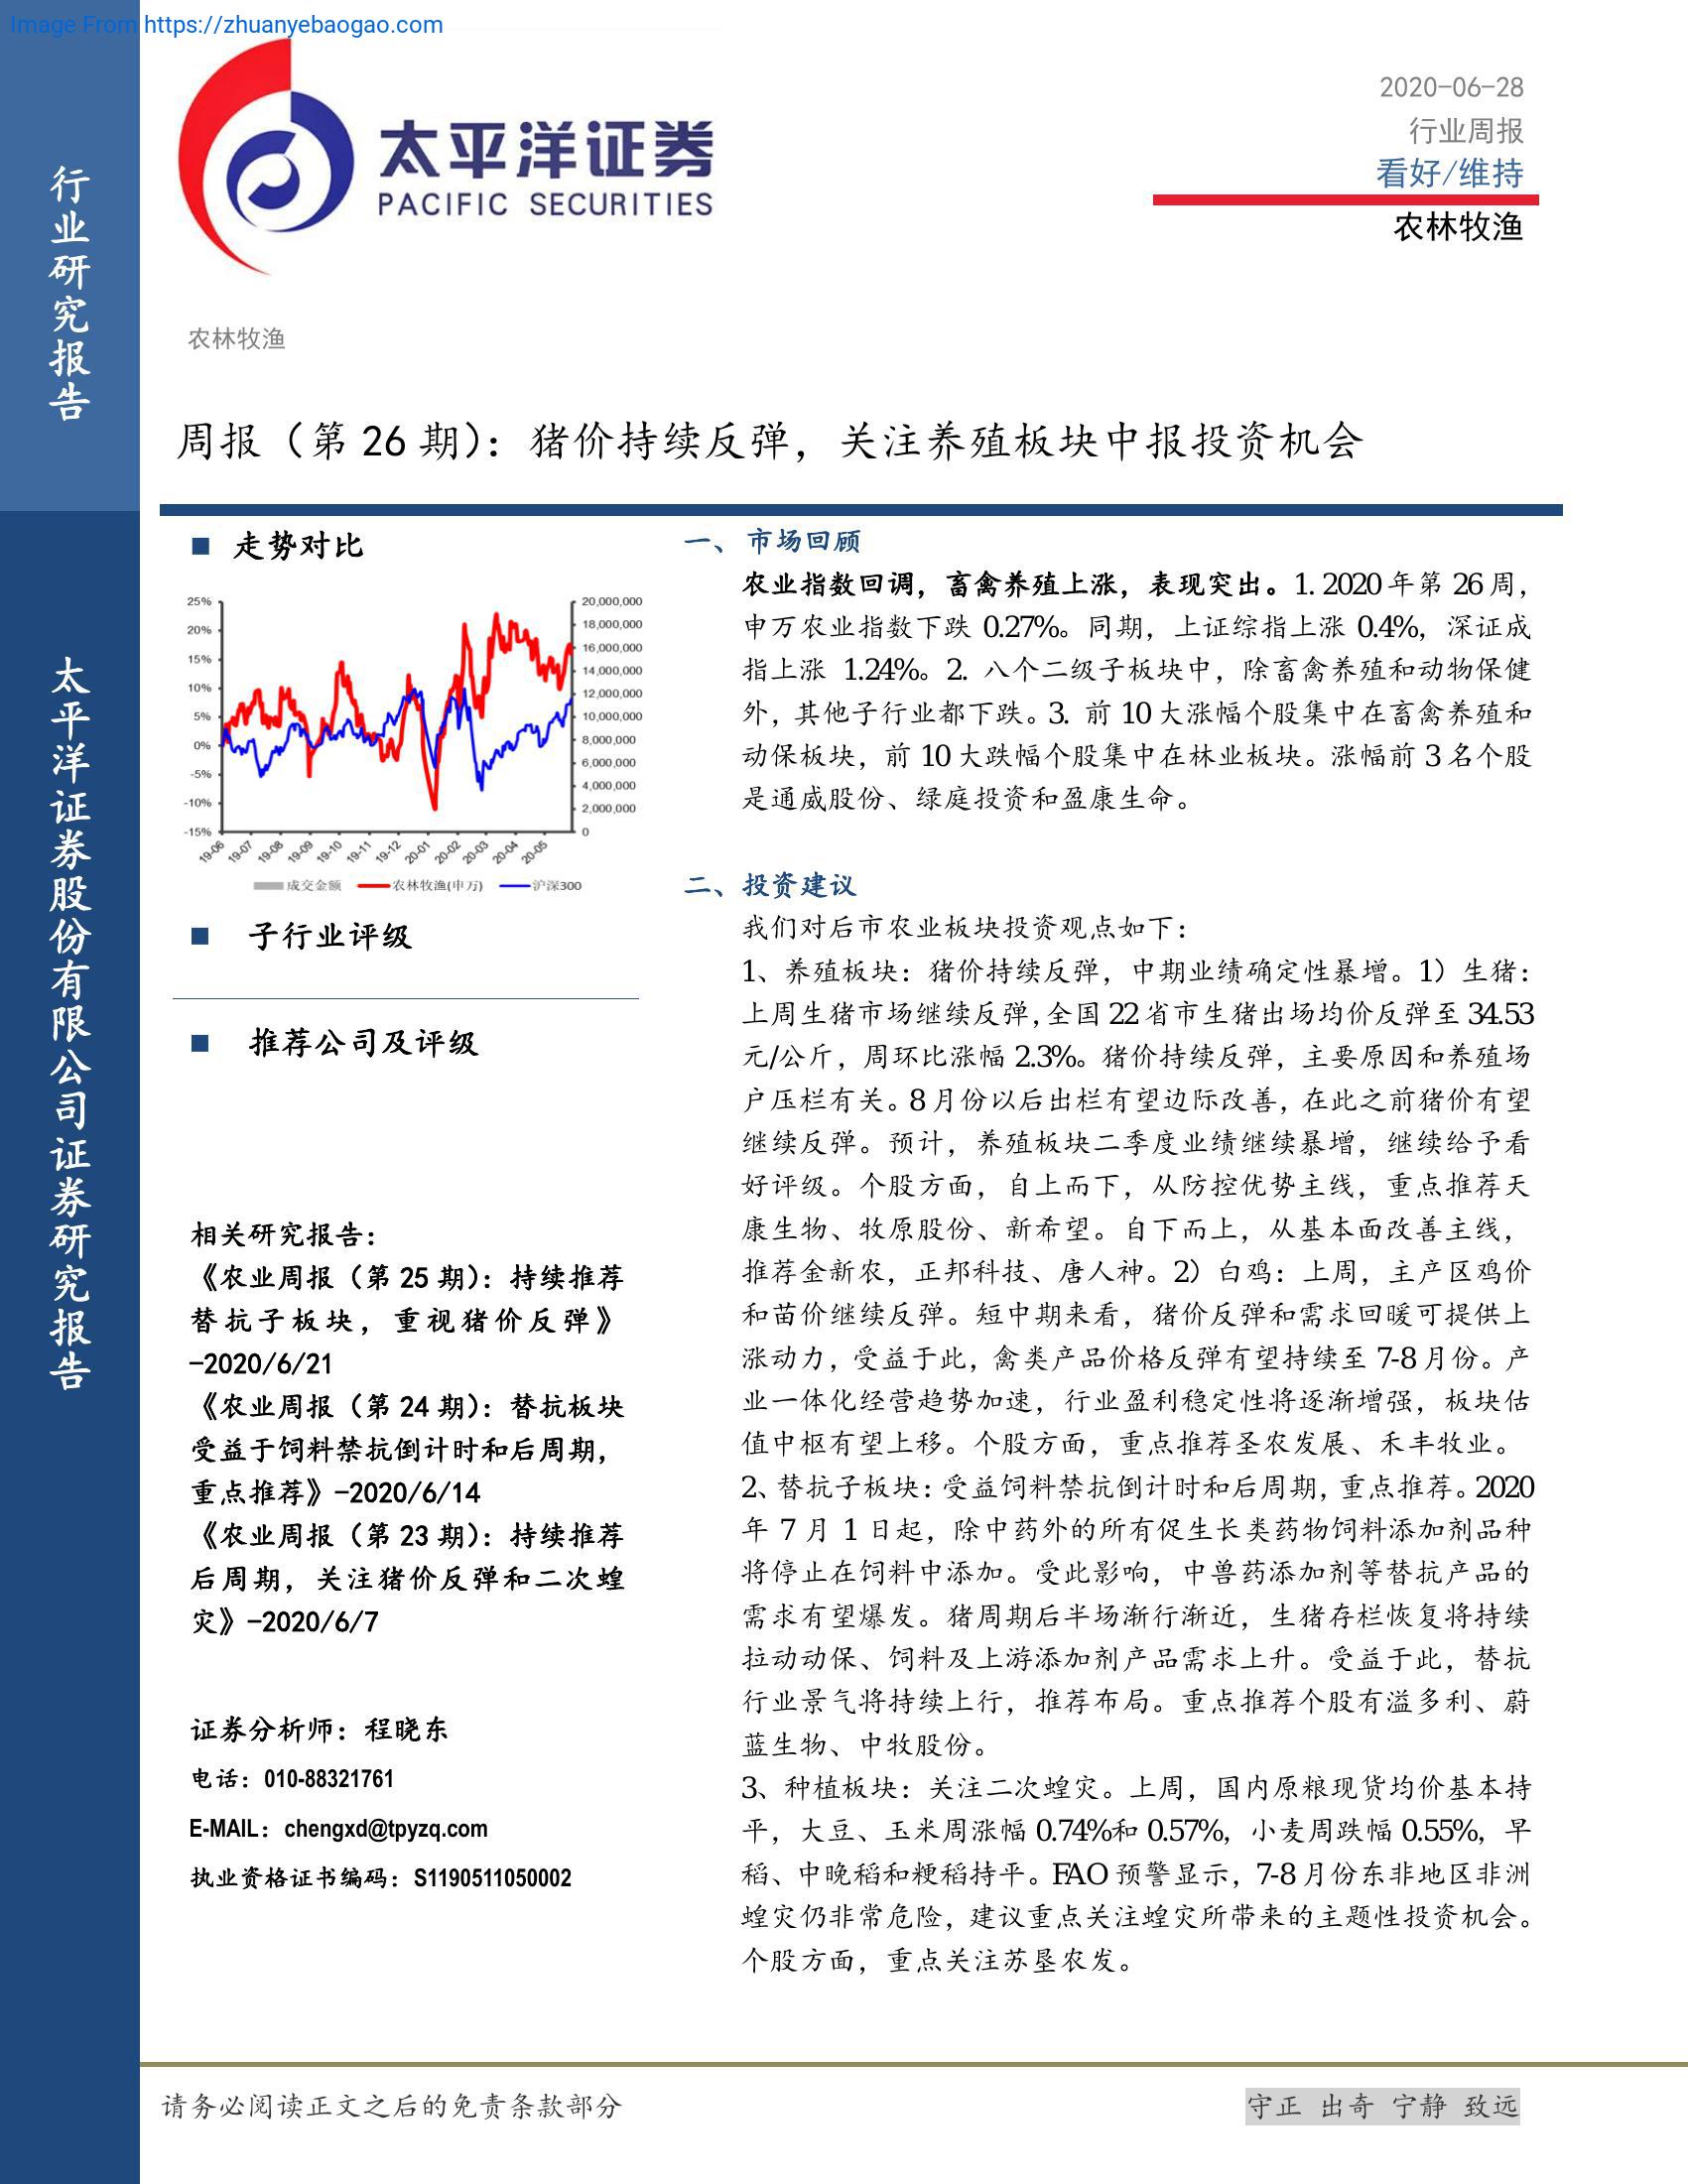 Image From https://zhuanyebaogao.com
行业研究报告
太平洋证券股份有限公司证券研究报告
太平洋证券
PACIFIC SECURITIES
2020-06-28
行业周报
看好/维持
农林牧渔
农林牧渔
周报（第 26 期）：猪价持续反弹，关注养殖板块中报投资机会
■ 走势对比
25%
20%
15%
10%
5%
0%
-5%
-10%
-15%
20,000,000
18,000,000
16,000,000
14,000,000
12,000,000
10,000,000
8,000,000
6,000,000
4,000,000
2,000,000
0
19-06 19-07 19-08 19-09 19-10 19-11 19-12 20-01 20-02 20-03 20-04 20-05
成交金额 农林牧渔(申万) 沪深300
■ 子行业评级
■ 推荐公司及评级
相关研究报告：
《农业周报（第 25 期）：持续推荐
替抗子板块，重视猪价反弹》
--2020/6/21
《农业周报（第 24 期）：替抗板块
受益于饲料禁抗倒计时和后周期，
重点推荐》--2020/6/14
《农业周报（第 23 期）：持续推荐
后周期，关注猪价反弹和二次蝗
灾》--2020/6/7
证券分析师：程晓东
电话：010-88321761
E-MAIL：chengxd@tpyzq.com
执业资格证书编码：S1190511050002
一、 市场回顾
农业指数回调，畜禽养殖上涨，表现突出。1. 2020 年第 26 周，
申万农业指数下跌 0.27%。同期，上证综指上涨 0.4%，深证成
指上涨 1.24%。2. 八个二级子板块中，除畜禽养殖和动物保健
外，其他子行业都下跌。3. 前 10 大涨幅个股集中在畜禽养殖和
动保板块，前 10 大跌幅个股集中在林业板块。涨幅前 3 名个股
是通威股份、绿庭投资和盈康生命。
二、投资建议
我们对后市农业板块投资观点如下：
1、养殖板块：猪价持续反弹，中期业绩确定性暴增。1）生猪：
上周生猪市场继续反弹，全国 22 省市生猪出场均价反弹至 34.53
元/公斤，周环比涨幅 2.3%。猪价持续反弹，主要原因和养殖场
户压栏有关。8 月份以后出栏有望边际改善，在此之前猪价有望
继续反弹。预计，养殖板块二季度业绩继续暴增，继续给予看
好评级。个股方面，自上而下，从防控优势主线，重点推荐天
康生物、牧原股份、新希望。自下而上，从基本面改善主线，
推荐金新农，正邦科技、唐人神。2）白鸡：上周，主产区鸡价
和苗价继续反弹。短中期来看，猪价反弹和需求回暖可提供上
涨动力，受益于此，禽类产品价格反弹有望持续至 7-8 月份。产
业一体化经营趋势加速，行业盈利稳定性将逐渐增强，板块估
值中枢有望上移。个股方面，重点推荐圣农发展、禾丰牧业。
2、替抗子板块：受益饲料禁抗倒计时和后周期，重点推荐。2020
年 7 月 1 日起，除中药外的所有促生长类药物饲料添加剂品种
将停止在饲料中添加。受此影响，中兽药添加剂等替抗产品的
需求有望爆发。猪周期后半场渐行渐近，生猪存栏恢复将持续
拉动动保、饲料及上游添加剂产品需求上升。受益于此，替抗
行业景气将持续上行，推荐布局。重点推荐个股有溢多利、蔚
蓝生物、中牧股份。
3、种植板块：关注二次蝗灾。上周，国内原粮现货均价基本持
平，大豆、玉米周涨幅 0.74%和 0.57%，小麦周跌幅 0.55%，早
稻、中晚稻和粳稻持平。FAO 预警显示，7-8 月份东非地区非洲
蝗灾仍非常危险，建议重点关注蝗灾所带来的主题性投资机会。
个股方面，重点关注苏垦农发。
请务必阅读正文之后的免责条款部分
守正 出奇 宁静 致远